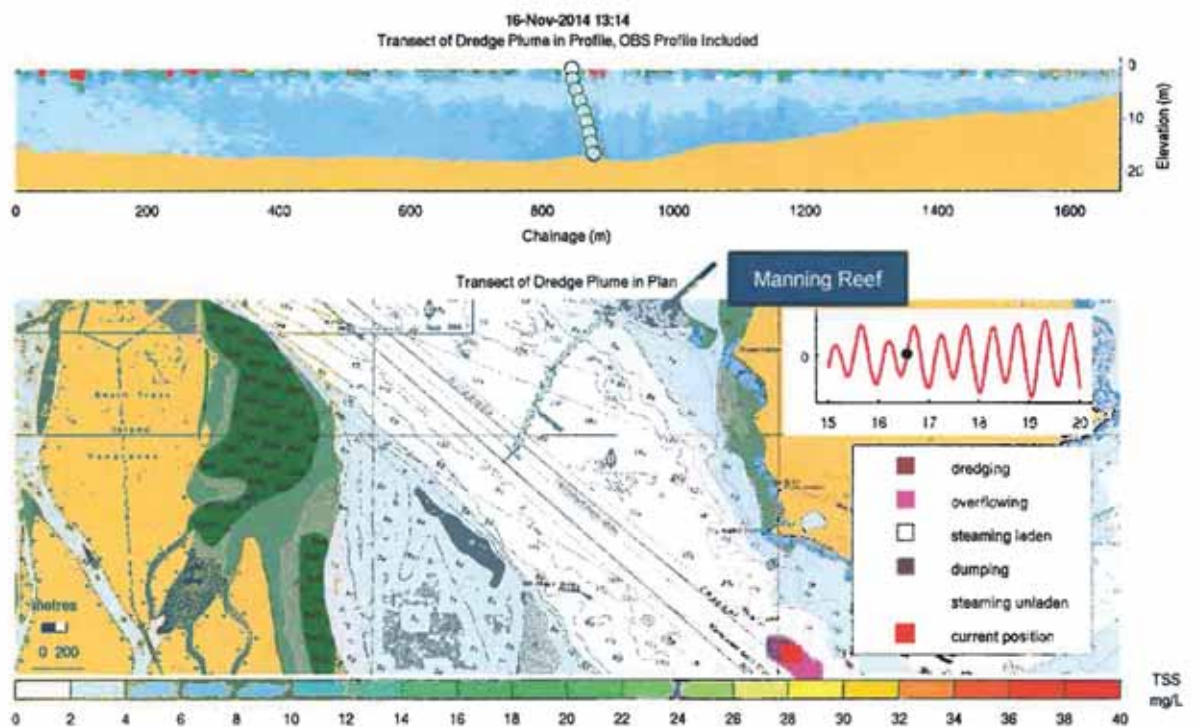 16-Nov-2014 13:14
Transect of Dredge Plume in Profile, OBS Profile Included
0
10
20
Elevation (m)
0 200 400 600 800 1000 1200 1400 1600
Chainage (m)
Transect of Dredge Plume in Plan
Manning Reef
0
15 16 17 18 19 20
dredging
overflowing
steaming laden
dumping
steaming unladen
current position
Island
metres
0 200
TSS
mg/L
0 2 4 6 8 10 12 14 16 18 20 22 24 26 28 30 32 34 36 38 40